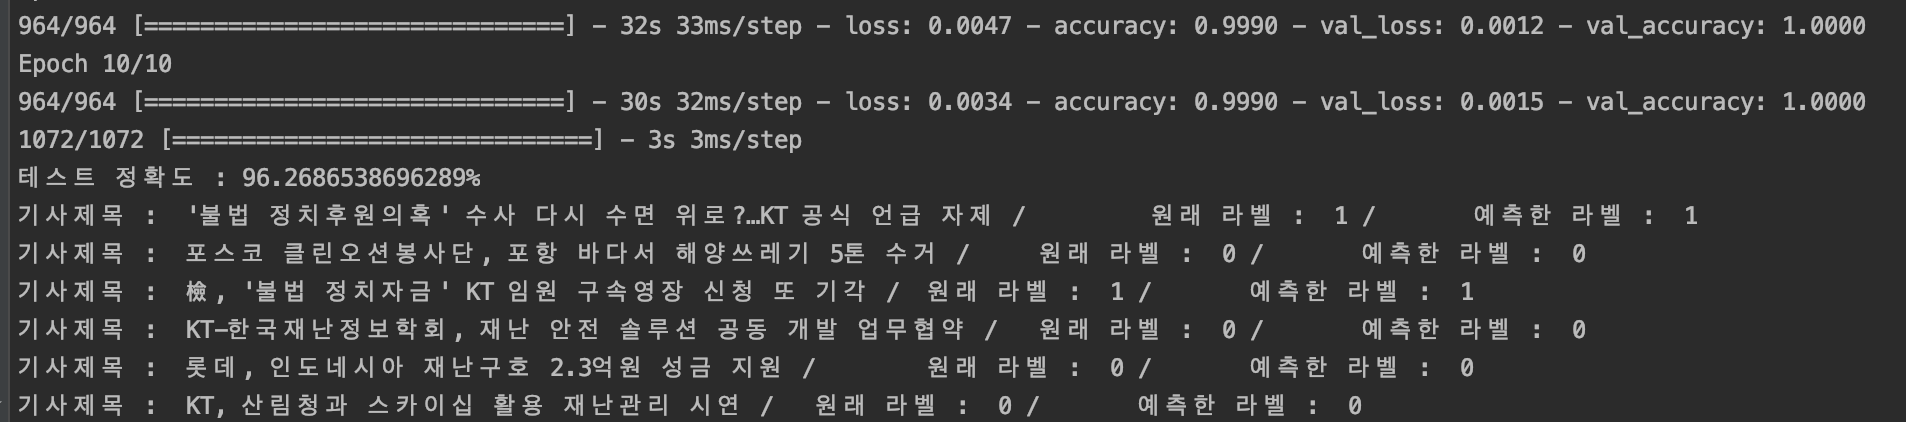 964/964 [==============================] - 32s 33ms/step - loss: 0.0047 - accuracy: 0.9990 - val_loss: 0.0012 - val_accuracy: 1.0000
Epoch 10/10
964/964 [==============================] - 30s 32ms/step - loss: 0.0034 - accuracy: 0.9990 - val_loss: 0.0015 - val_accuracy: 1.0000
1072/1072 [==============================] - 3s 3ms/step
테스트 정확도 : 96.2686538696289%
기사제목 : '불법 정치후원의혹' 수사 다시 수면 위로?…KT 공식 언급 자제 / 원래 라벨 : 1 / 예측한 라벨 : 1
기사제목 : 포스코 클린오션봉사단, 포항 바다서 해양쓰레기 5톤 수거 / 원래 라벨 : 0 / 예측한 라벨 : 0
기사제목 : 檢, '불법 정치자금' KT 임원 구속영장 신청 또 기각 / 원래 라벨 : 1 / 예측한 라벨 : 1
기사제목 : KT-한국재난정보학회, 재난 안전 솔루션 공동 개발 업무협약 / 원래 라벨 : 0 / 예측한 라벨 : 0
기사제목 : 롯데, 인도네시아 재난구호 2.3억원 성금 지원 / 원래 라벨 : 0 / 예측한 라벨 : 0
기사제목 : KT, 산림청과 스카이십 활용 재난관리 시연 / 원래 라벨 : 0 / 예측한 라벨 : 0